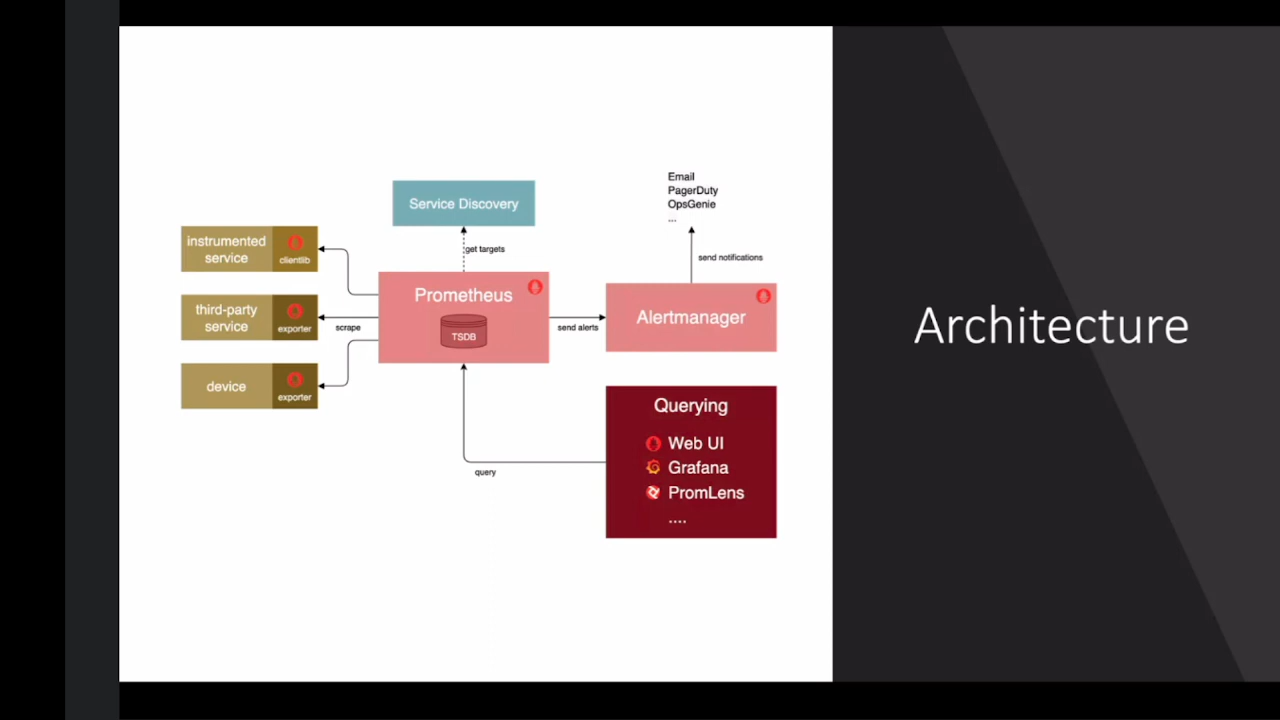 Email
PagerDuty
OpsGenie
...
Service Discovery
get targets
send notifications
instrumented
service
clientlib
third-party
service
exporter
device
exporter
scrape
Prometheus
TSDB
send alerts
Alertmanager
Querying
Web UI
Grafana
PromLens
....
query
Architecture